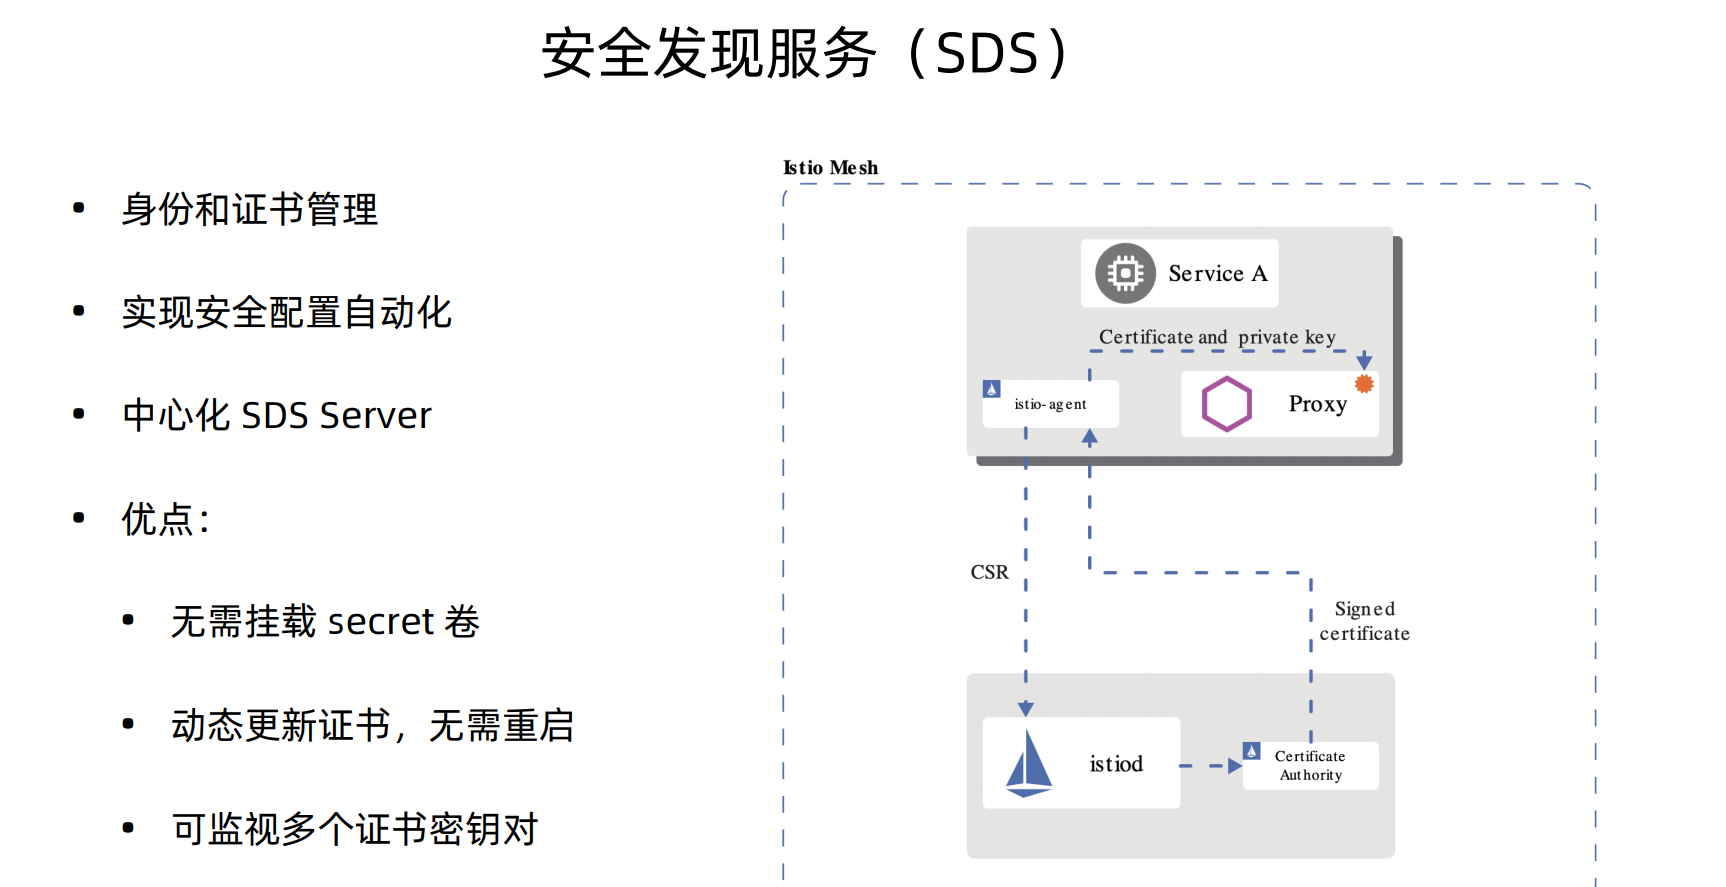 安全发现服务（SDS）
身份和证书管理
实现安全配置自动化
中心化 SDS Server
优点：
无需挂载 secret 卷
动态更新证书，无需重启
可监视多个证书密钥对
Istio Mesh
Service A
Certificate and private key
istio-agent
Proxy
CSR
Signed
certificate
istiod
Certificate
Authority